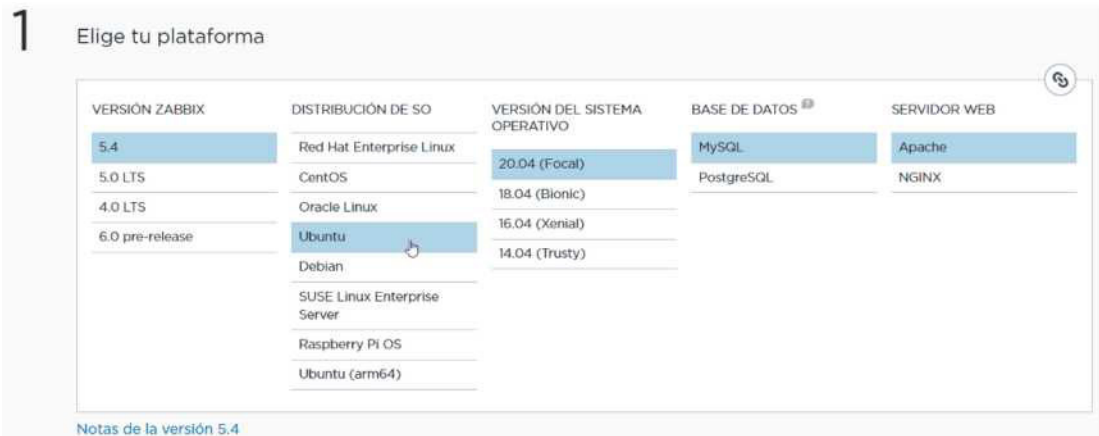 1
Elige tu plataforma
VERSIÓN ZABBIX
5.4
5.0 LTS
4.0 LTS
6.0 pre-release
DISTRIBUCIÓN DE SO
Red Hat Enterprise Linux
CentOS
Oracle Linux
Ubuntu
Debian
SUSE Linux Enterprise
Server
Raspberry Pi OS
Ubuntu (arm64)
VERSIÓN DEL SISTEMA
OPERATIVO
20.04 (Focal)
18.04 (Bionic)
16.04 (Xenial)
14.04 (Trusty)
BASE DE DATOS ?
MySQL
PostgreSQL
SERVIDOR WEB
Apache
NGINX
Notas de la versión 5.4